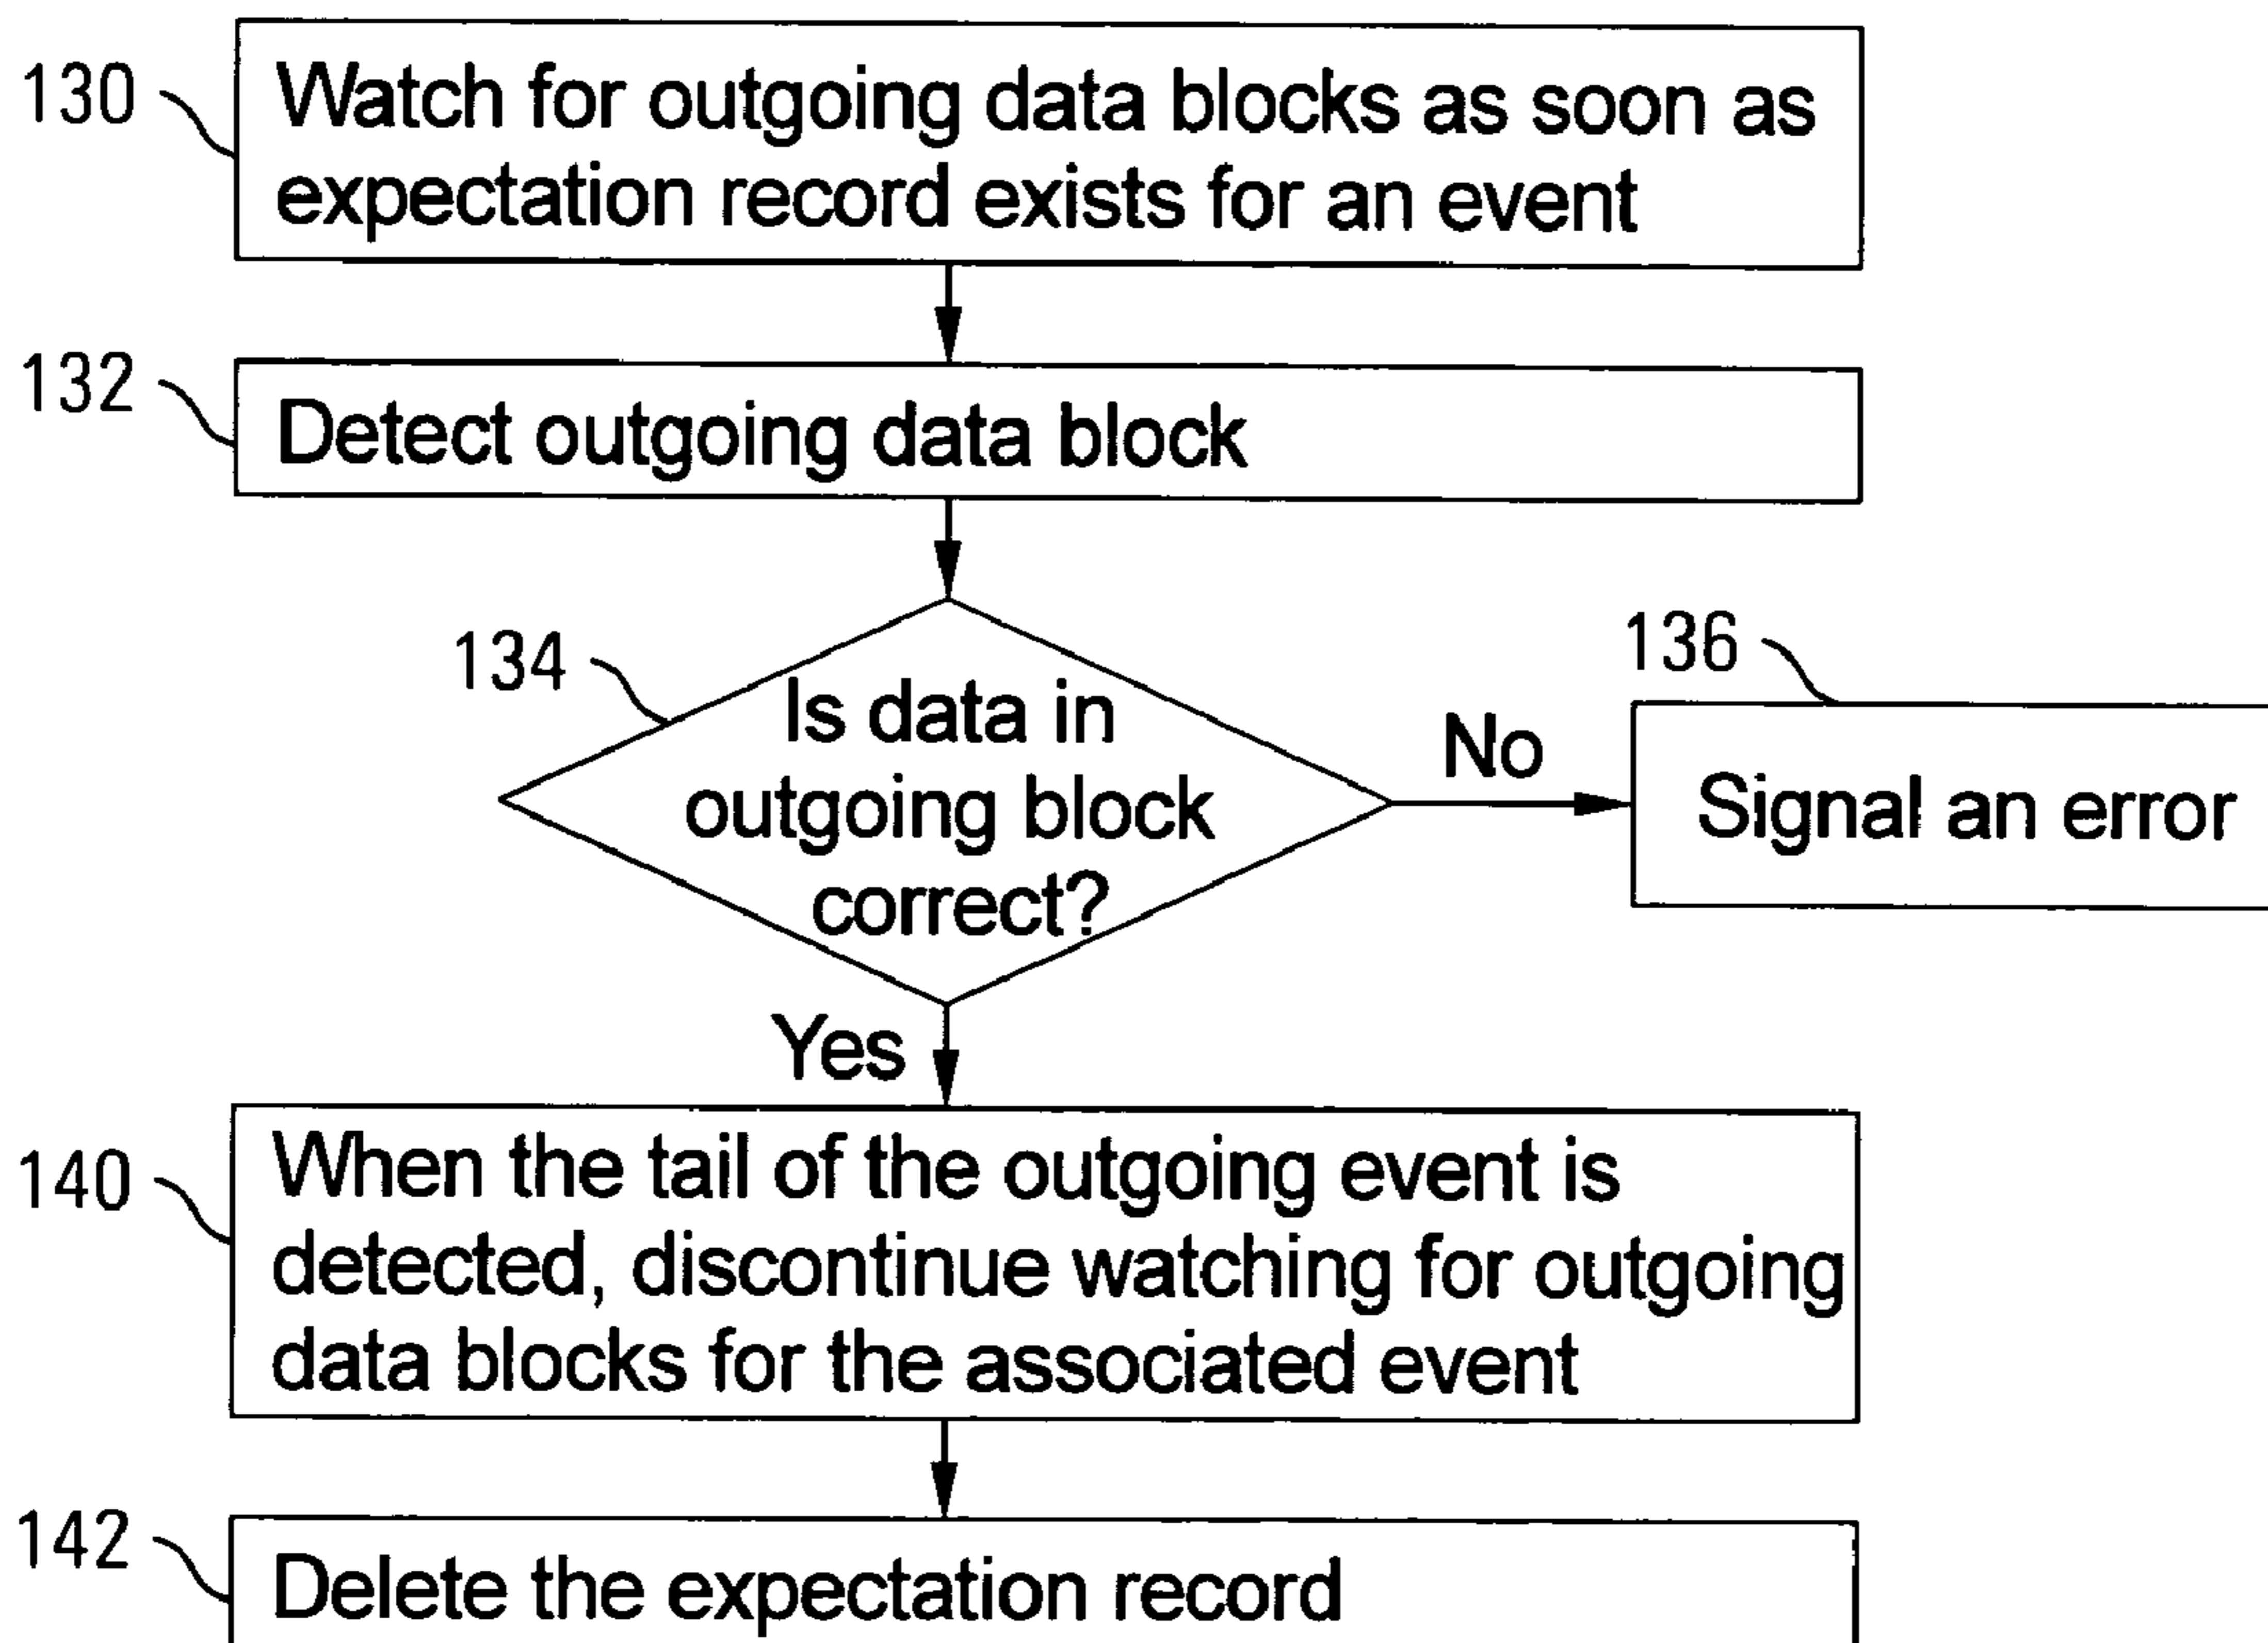 130
Watch for outgoing data blocks as soon as
expectation record exists for an event
132
Detect outgoing data block
134
Is data in
outgoing block
correct?
No
136
Signal an error
Yes
140
When the tail of the outgoing event is
detected, discontinue watching for outgoing
data blocks for the associated event
142
Delete the expectation record